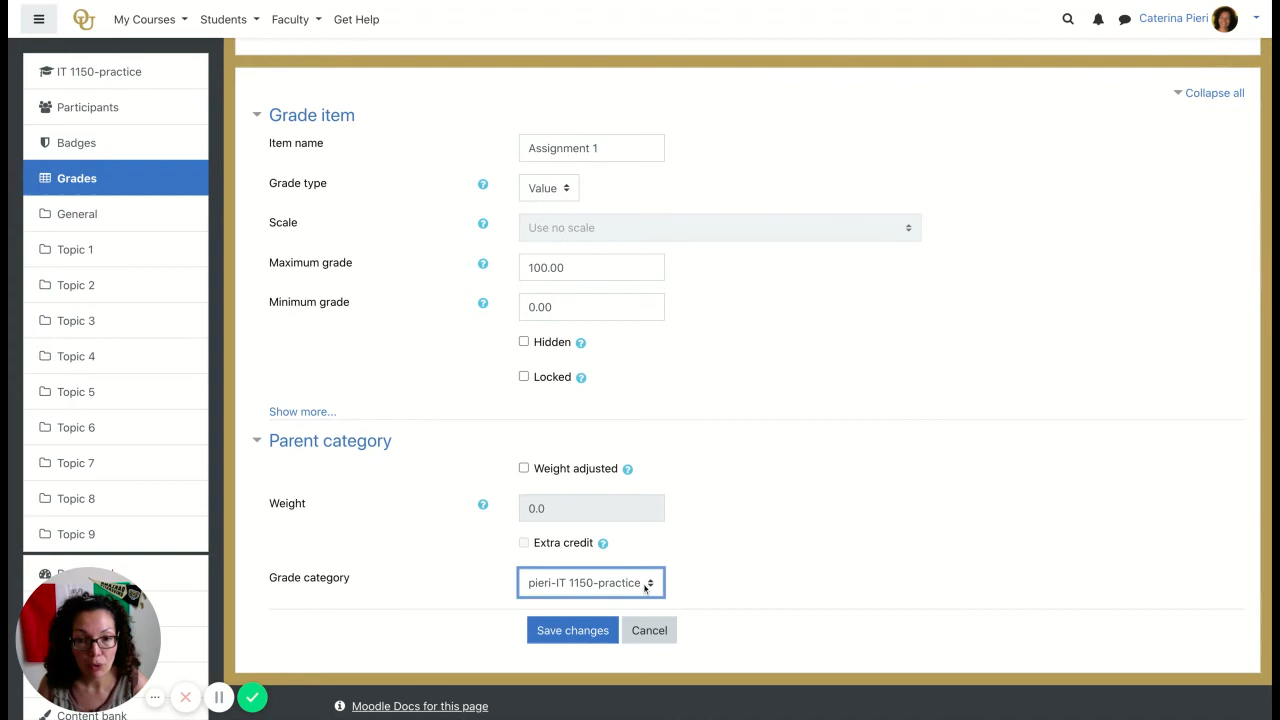 OU My Courses Students Faculty Get Help Caterina Pieri
IT 1150-practice
Participants
Badges
Grades
General
Topic 1
Topic 2
Topic 3
Topic 4
Topic 5
Topic 6
Topic 7
Topic 8
Topic 9
Content bank
Collapse all
Grade item
Item name
Assignment 1
Grade type
Value
Scale
Use no scale
Maximum grade
100.00
Minimum grade
0.00
Hidden
Locked
Show more...
Parent category
Weight adjusted
Weight
0.0
Extra credit
Grade category
pieri-IT 1150-practice
Save changes Cancel
Moodle Docs for this page